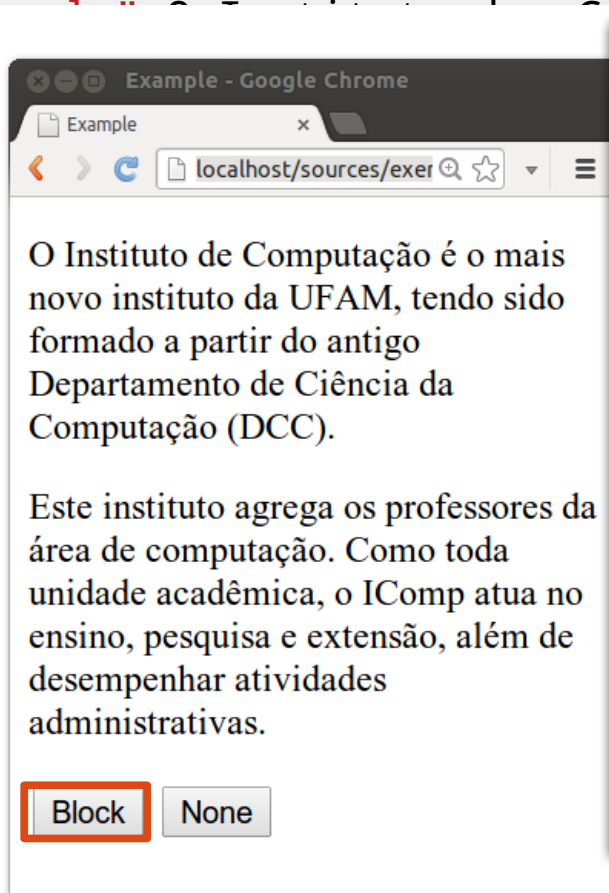 Example - Google Chrome
Example
localhost/sources/exer
O Instituto de Computação é o mais
novo instituto da UFAM, tendo sido
formado a partir do antigo
Departamento de Ciência da
Computação (DCC).
Este instituto agrega os professores da
área de computação. Como toda
unidade acadêmica, o IComp atua no
ensino, pesquisa e extensão, além de
desempenhar atividades
administrativas.
Block None